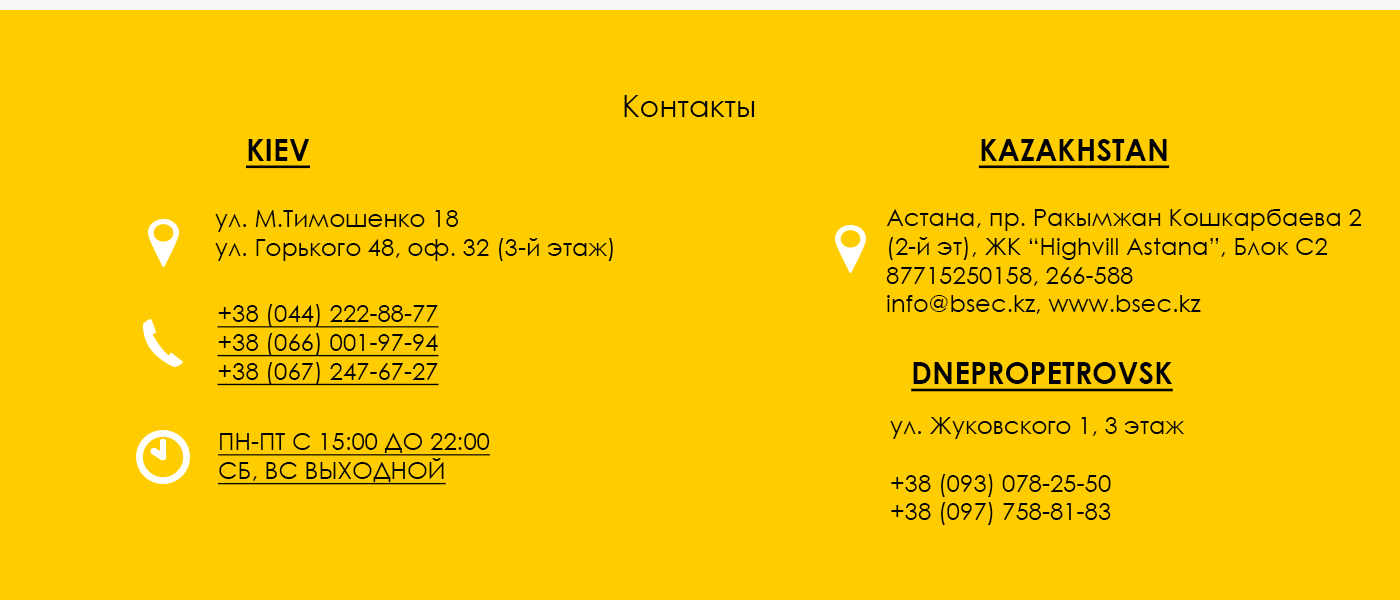 Контакты
KIEV
ул. М.Тимошенко 18
ул. Горького 48, оф. 32 (3-й этаж)
+38 (044) 222-88-77
+38 (066) 001-97-94
+38 (067) 247-67-27
ПН-ПТ С 15:00 ДО 22:00
СБ, ВС ВЫХОДНОЙ
KAZAKHSTAN
Астана, пр. Ракымжан Кошкарбаева 2
(2-й эт), ЖК “Highvill Astana”, Блок С2
87715250158, 266-588
info@bsec.kz, www.bsec.kz
DNEPROPETROVSK
ул. Жуковского 1, 3 этаж
+38 (093) 078-25-50
+38 (097) 758-81-83